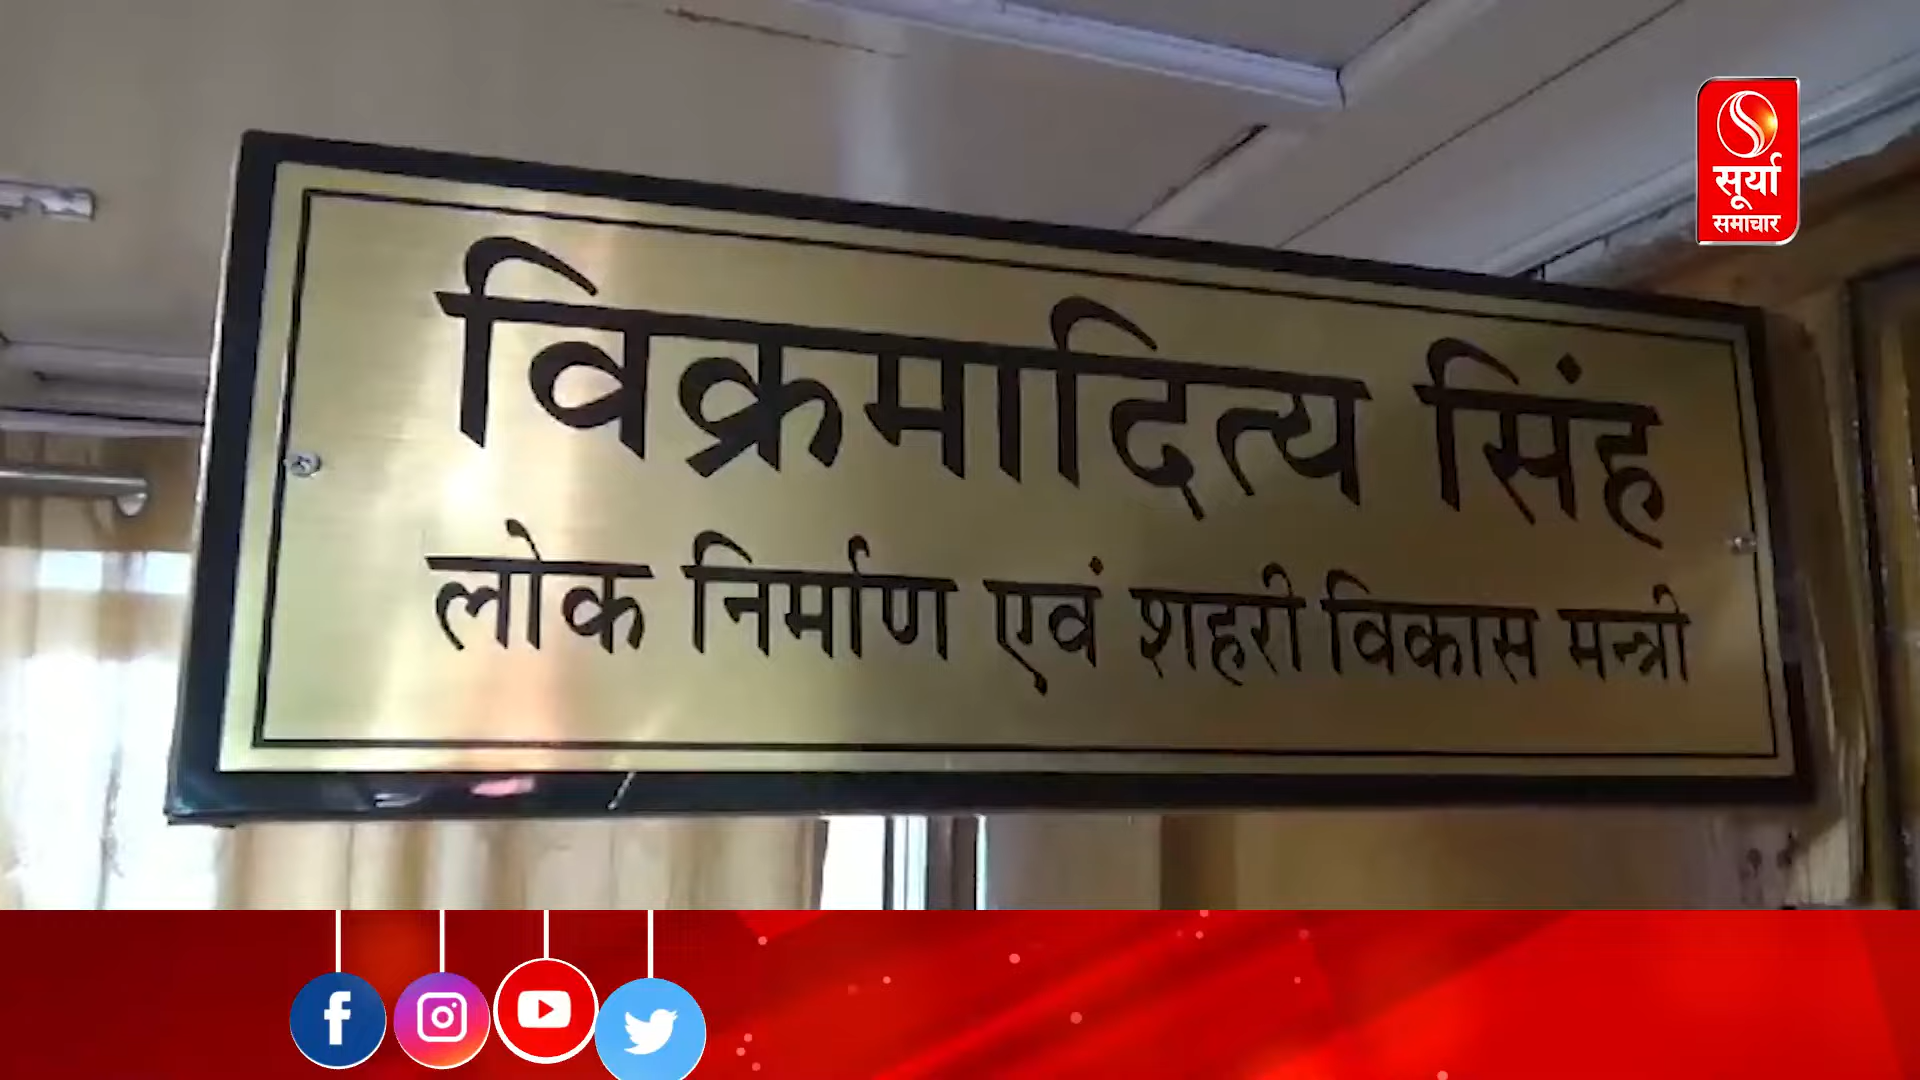 सूर्या
समाचार
विक्रमादित्य सिंह
लोक निर्माण एवं शहरी विकास मन्त्री